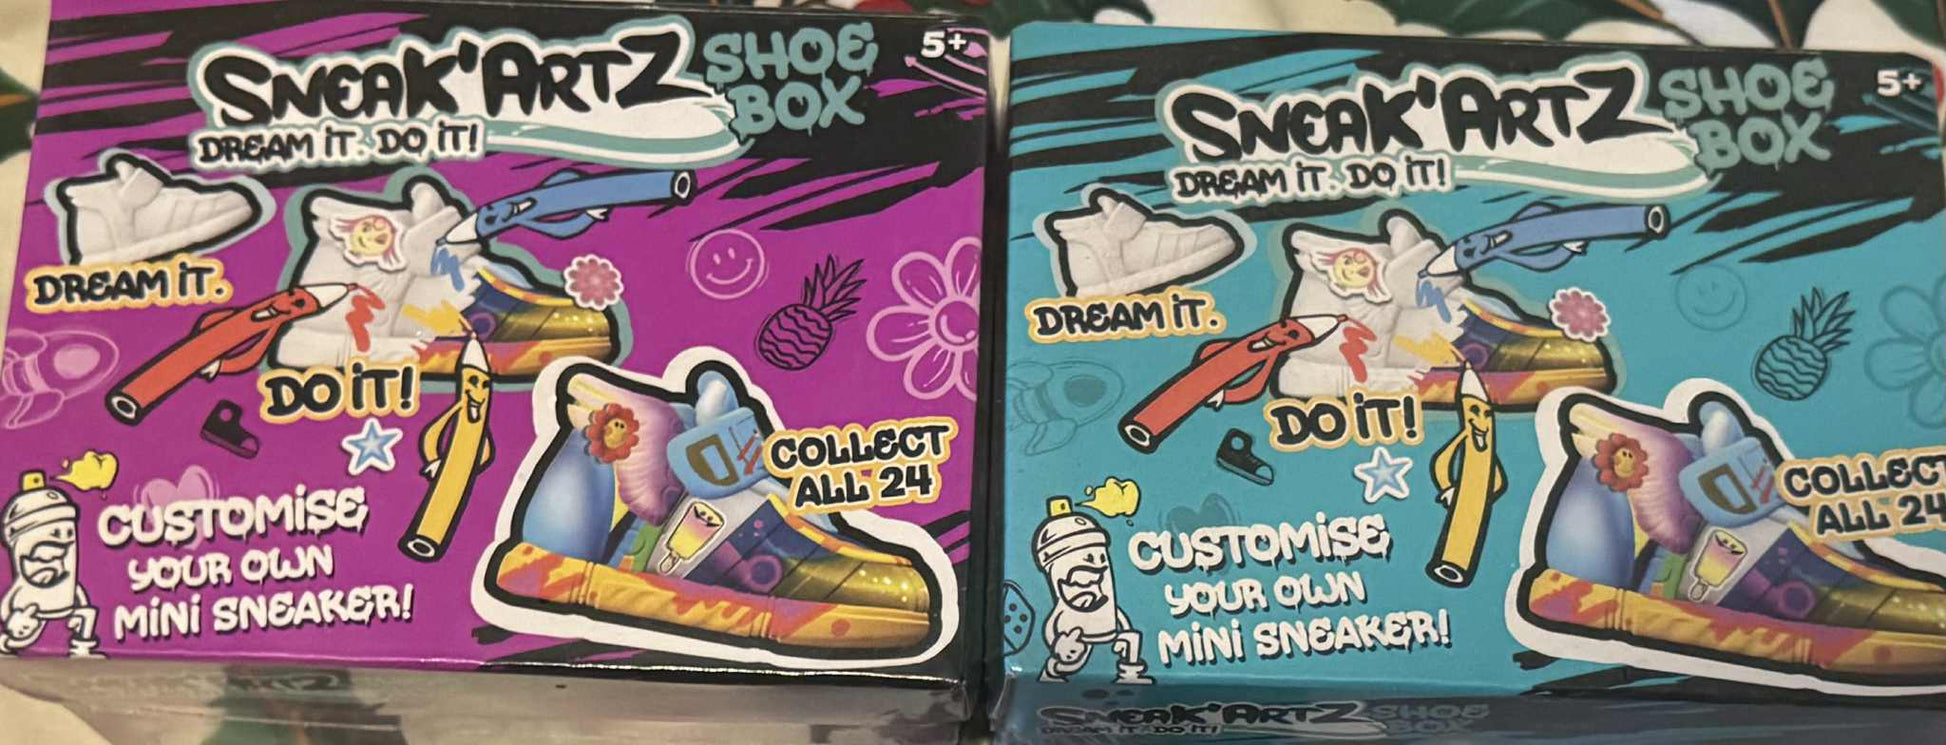 SNEAK'ARTZ SHOE BOX
DREAM iT. DO iT!
5+
DREAM iT.
DO iT!
COLLECT
ALL 24
CUSTOMiSE
YOUR OWN
MiNi SNEAKER!
SNEAK'ARTZ SHOE BOX
DREAM iT. DO iT!
5+
DREAM iT.
DO iT!
COLLECT
ALL 24
CUSTOMiSE
YOUR OWN
MiNi SNEAKER!
SNEAK'ARTZ SHOE BOX
DREAM iT. DO iT!